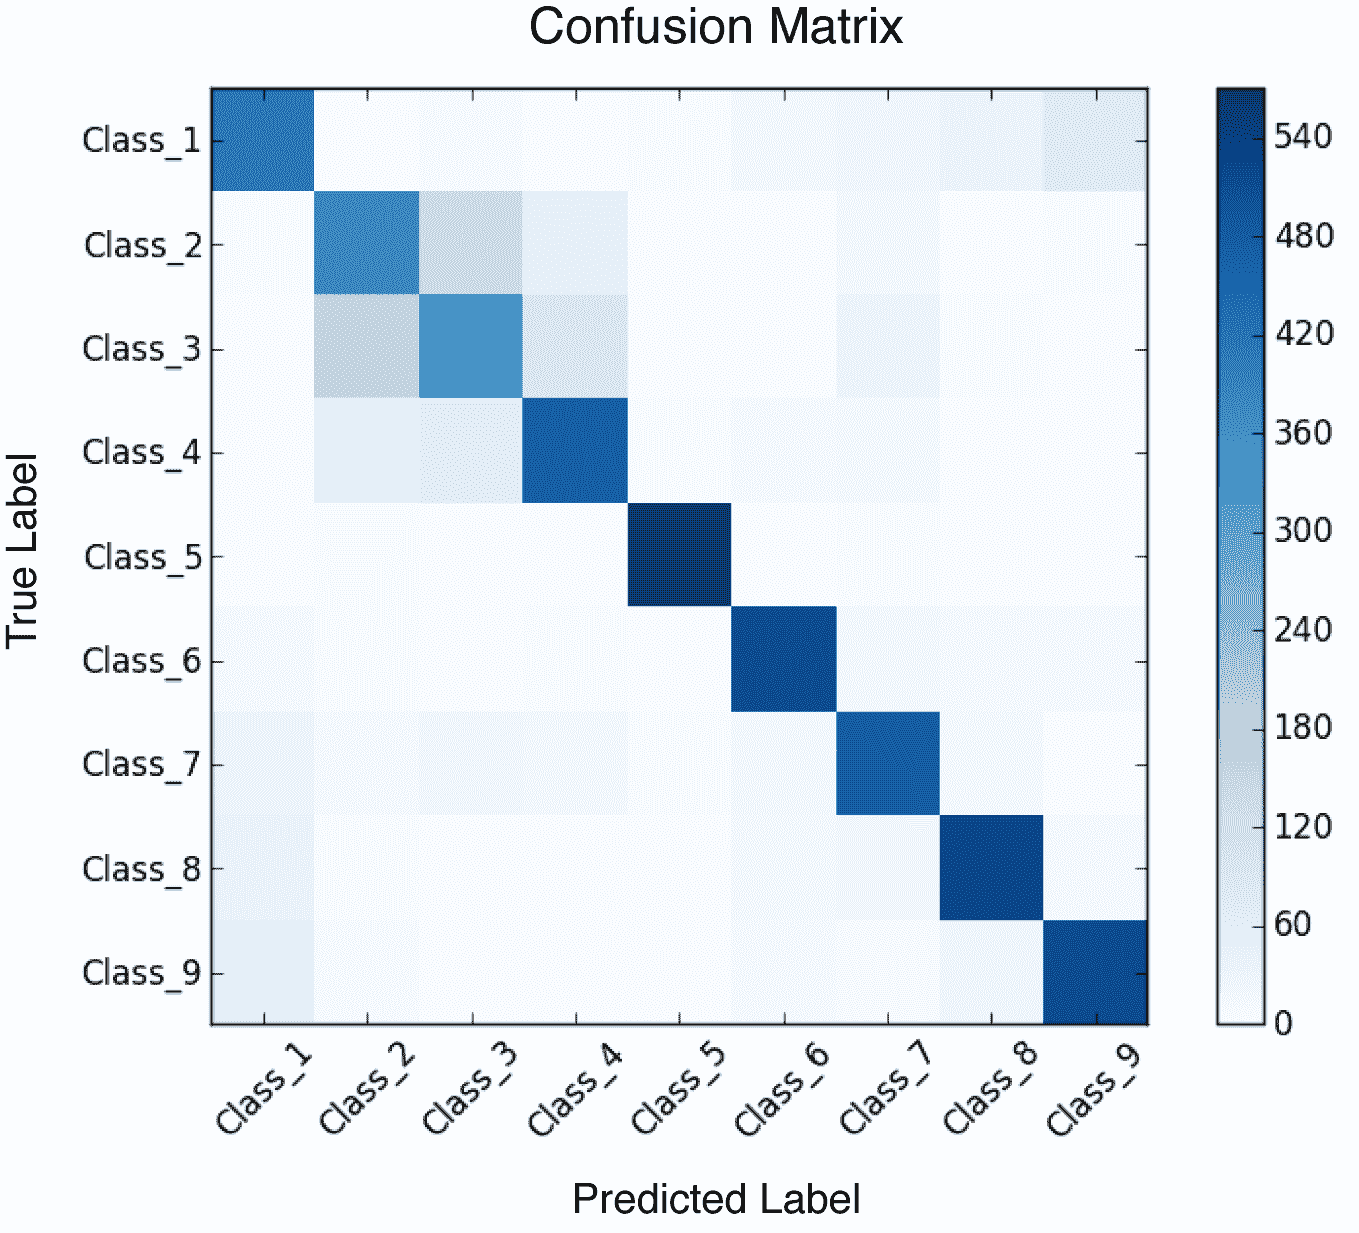 Confusion Matrix
Class_1
Class_2
Class_3
Class_4
Class_5
Class_6
Class_7
Class_8
Class_9
True Label
Class_1
Class_2
Class_3
Class_4
Class_5
Class_6
Class_7
Class_8
Class_9
Predicted Label
540
480
420
360
300
240
180
120
60
0